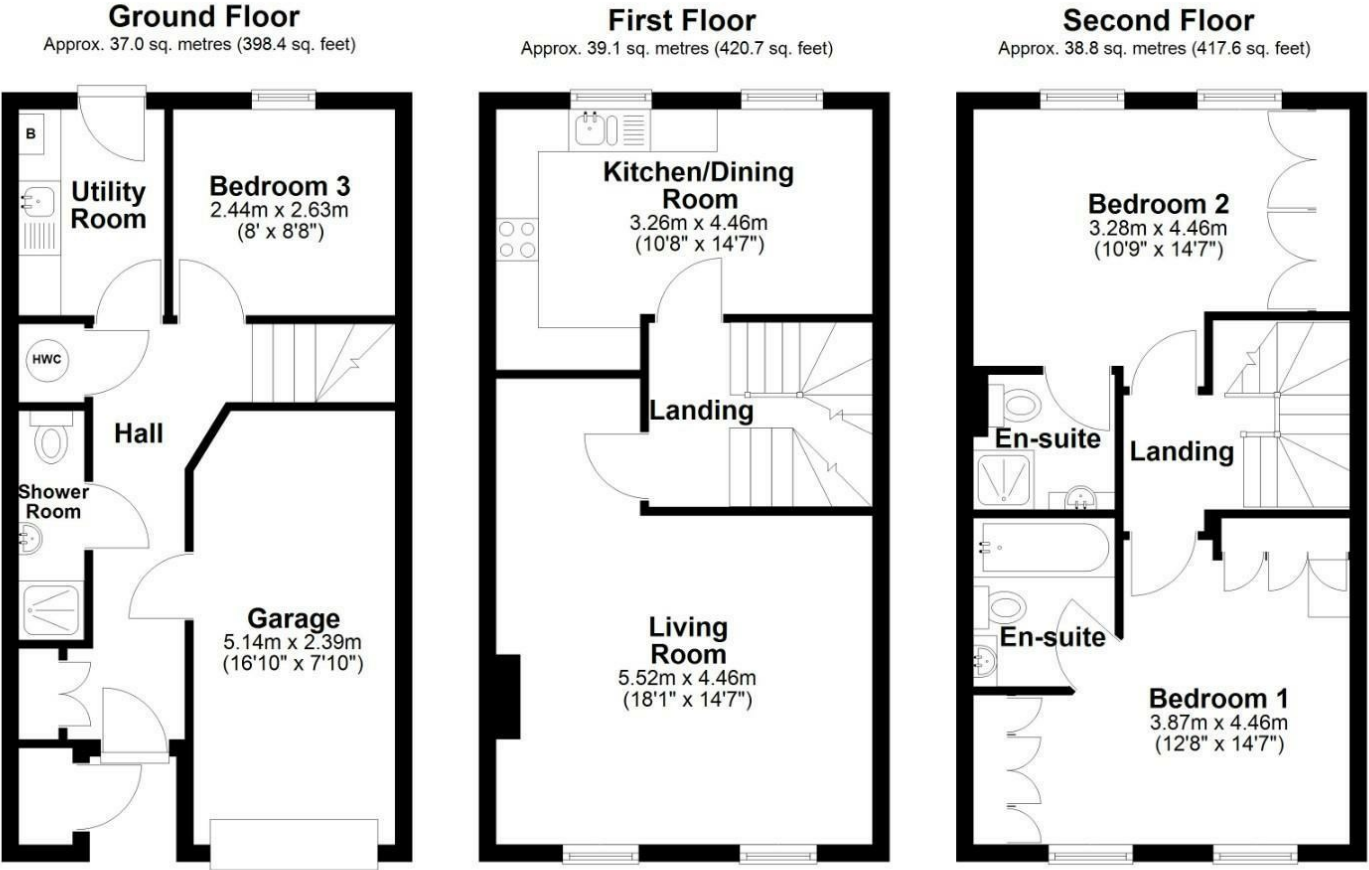 Ground Floor
Approx. 37.0 sq. metres (398.4 sq. feet)
B
Utility
Room
Bedroom 3
2.44m x 2.63m
(8' x 8'8")
HWC
Hall
Shower
Room
Garage
5.14m x 2.39m
(16'10" x 7'10")
First Floor
Approx. 39.1 sq. metres (420.7 sq. feet)
Kitchen/Dining
Room
3.26m x 4.46m
(10'8" x 14'7")
Landing
Living
Room
5.52m x 4.46m
(18'1" x 14'7")
Second Floor
Approx. 38.8 sq. metres (417.6 sq. feet)
Bedroom 2
3.28m x 4.46m
(10'9" x 14'7")
En-suite
Landing
En-suite
Bedroom 1
3.87m x 4.46m
(12'8" x 14'7")